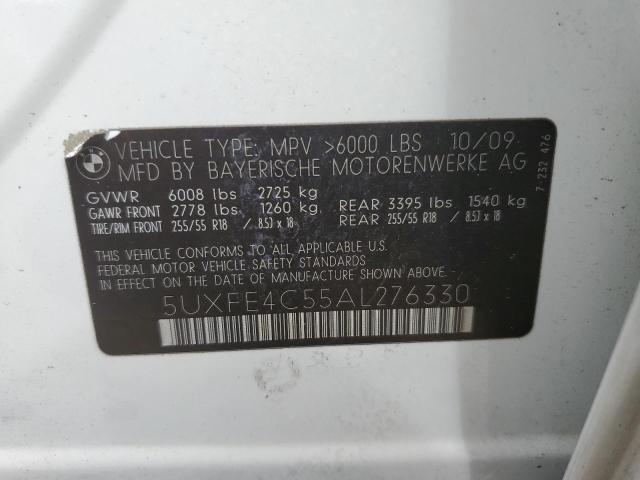 BMW
VEHICLE TYPE: MPV >6000 LBS 10/09
MFD BY BAYERISCHE MOTORENWERKE AG
7-232 476
GVWR 6008 lbs 2725 kg
GAWR FRONT 2778 lbs 1260 kg REAR 3395 lbs 1540 kg
TIRE/RIM FRONT 255/55 R18 / 8.5J x 18 REAR 255/55 R18 / 8.5J x 18
THIS VEHICLE CONFORMS TO ALL APPLICABLE U.S.
FEDERAL MOTOR VEHICLE SAFETY STANDARDS
IN EFFECT ON THE DATE OF MANUFACTURE SHOWN ABOVE.
5UXFE4C55AL276330